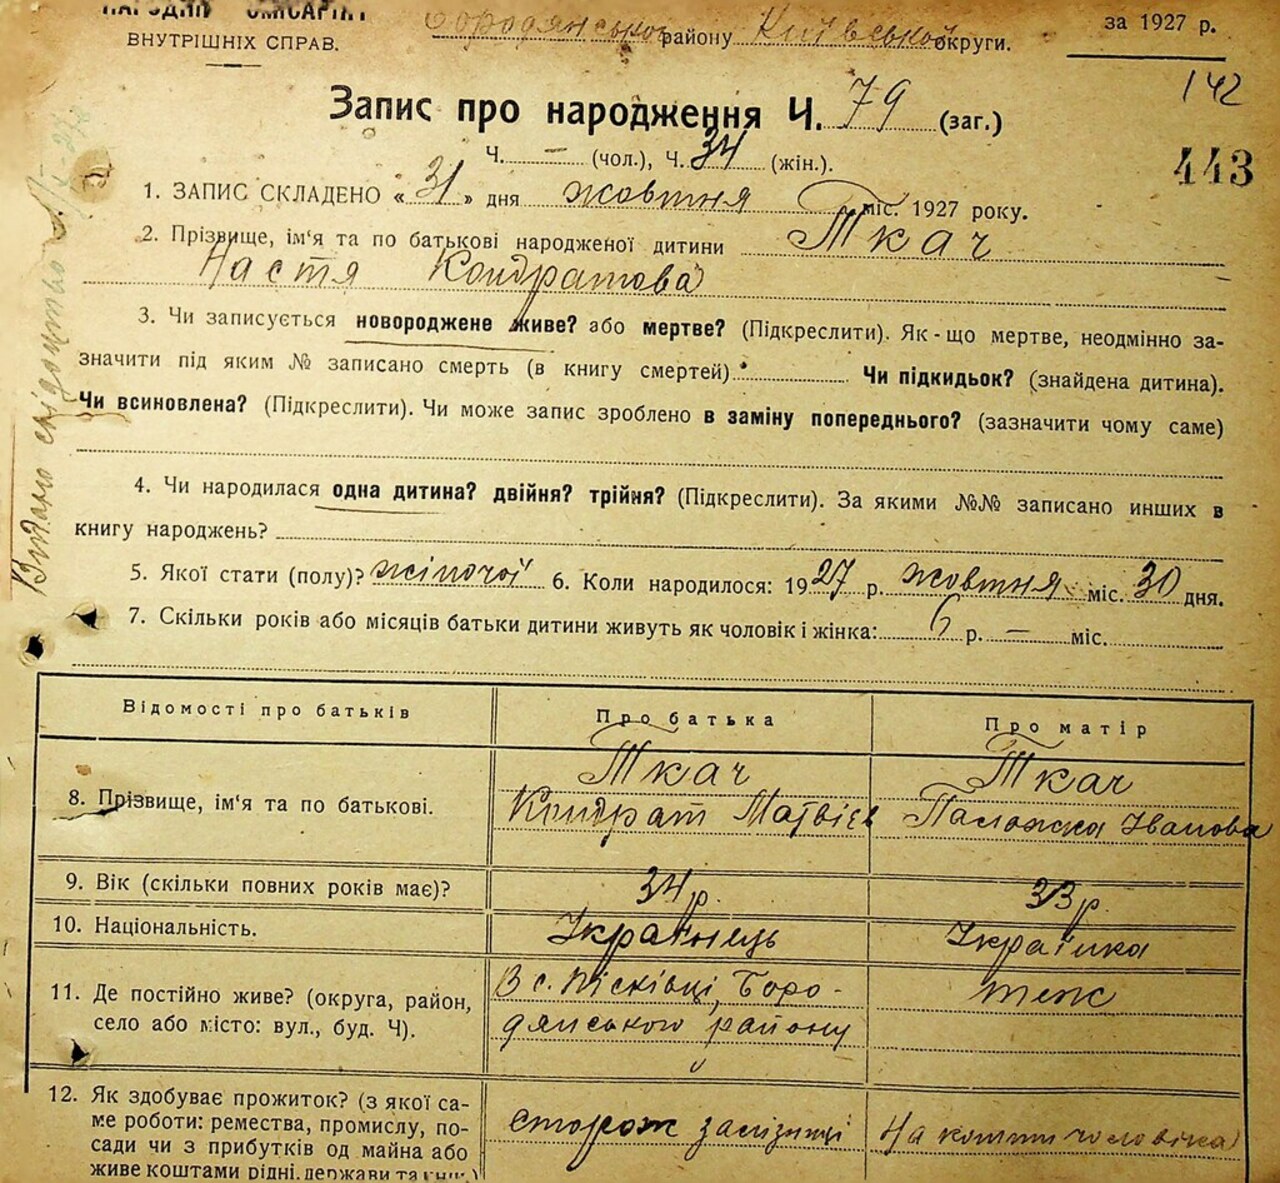 ВНУТРІШНІХ СПРАВ.
Бородянської району Київської округи.
за 1927 р.
142
Запис про народження Ч. 79 (заг.)
Ч. — (чол.), Ч. 34 (жін.).
443
1. ЗАПИС СКЛАДЕНО « 31 » дня жовтня міс. 1927 року.
2. Прізвище, ім'я та по батькові народженої дитини Ткач
Настя Кондратова
3. Чи записується новороджене живе? або мертве? (Підкреслити). Як-що мертве, неодмінно за-
значити під яким № записано смерть (в книгу смертей) Чи підкидьок? (знайдена дитина).
Чи всиновлена? (Підкреслити). Чи може запис зроблено в заміну попереднього? (зазначити чому саме)
4. Чи народилася одна дитина? двійня? трійня? (Підкреслити). За якими №№ записано инших в
книгу народжень?
5. Якої стати (полу)? жіночої 6. Коли народилося: 1927 р. жовтня міс. 30 дня.
7. Скільки років або місяців батьки дитини живуть як чоловік і жінка: 6 р. — міс.
Видано свідоцтво
Відомості про батьків Про батька Про матір
8. Прізвище, ім'я та по батькові. Ткач Ткач
Кондрат Матвієв Палажка Іванова
9. Вік (скільки повних років має)? 34 р. 33 р.
10. Національність. Українець Українка
11. Де постійно живе? (округа, район, В с. Пісківці, Боро- теж
село або місто: вул., буд. Ч). дянського району
12. Як здобуває прожиток? (з якої са-
ме роботи: ремества, промислу, по- сторож залізниці На кошти чоловіка
сади чи з прибутків од майна або
живе коштами рідні, держави та